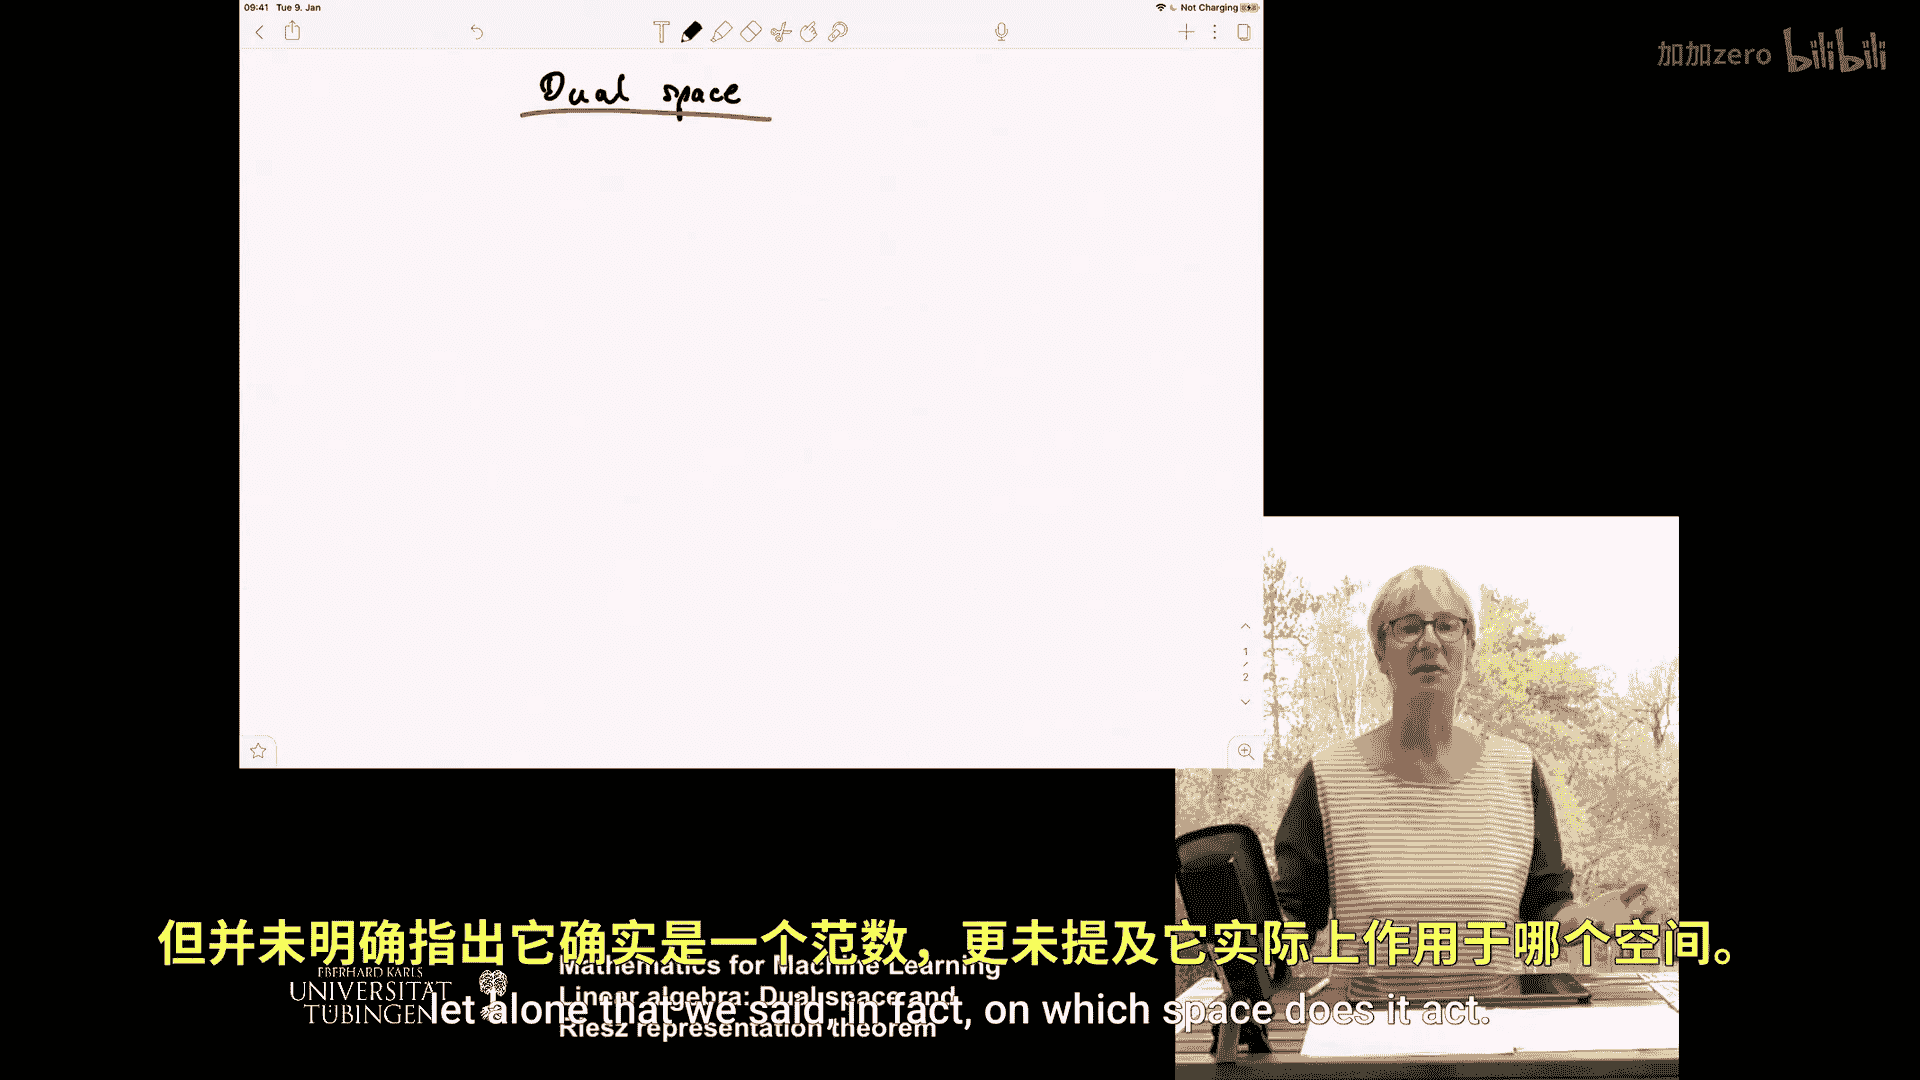 09:41 Tue 9. Jan
Not Charging
加加zero bilibili
Dual space
1
/
2
但并未明确指出它确实是一个范数，更未提及它实际上作用于哪个空间。
EBERHARD KARLS
UNIVERSITÄT
TÜBINGEN
Mathematics for Machine Learning
Linear algebra: Dual space and
Riesz representation theorem
let alone that we said, in fact, on which space does it act.